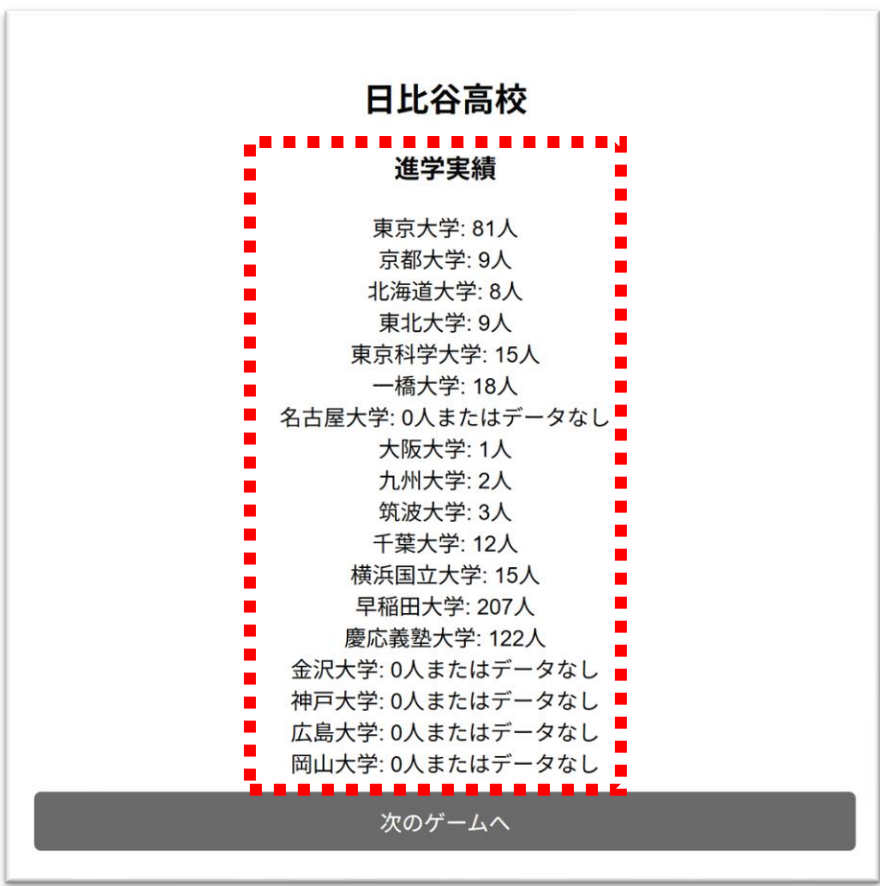 日比谷高校
進学実績
東京大学: 81人
京都大学: 9人
北海道大学: 8人
東北大学: 9人
東京科学大学: 15人
一橋大学: 18人
名古屋大学: 0人またはデータなし
大阪大学: 1人
九州大学: 2人
筑波大学: 3人
千葉大学: 12人
横浜国立大学: 15人
早稲田大学: 207人
慶応義塾大学: 122人
金沢大学: 0人またはデータなし
神戸大学: 0人またはデータなし
広島大学: 0人またはデータなし
岡山大学: 0人またはデータなし
次のゲームへ